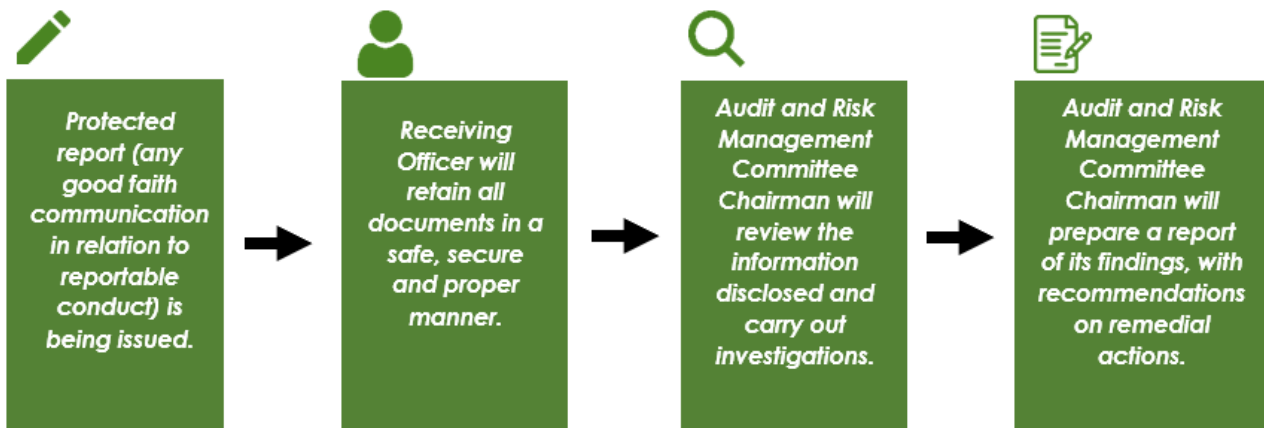 Protected
report (any
good faith
communication
in relation to
reportable
conduct) is
being issued.
Receiving
Officer will
retain all
documents in a
safe, secure
and proper
manner.
Audit and Risk
Management
Committee
Chairman will
review the
information
disclosed and
carry out
investigations.
Audit and Risk
Management
Committee
Chairman will
prepare a report
of its findings, with
recommendations
on remedial
actions.